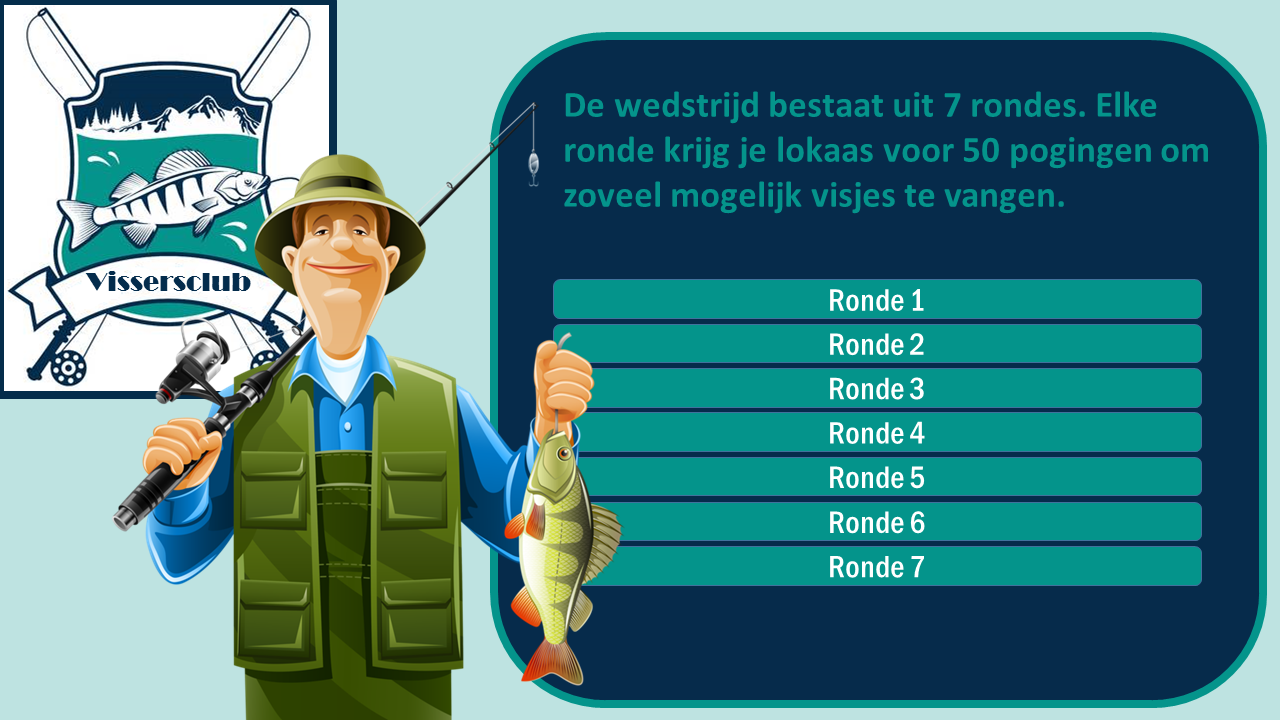 Vissersclub
De wedstrijd bestaat uit 7 rondes. Elke
ronde krijg je lokaas voor 50 pogingen om
zoveel mogelijk visjes te vangen.
Ronde 1
Ronde 2
Ronde 3
Ronde 4
Ronde 5
Ronde 6
Ronde 7